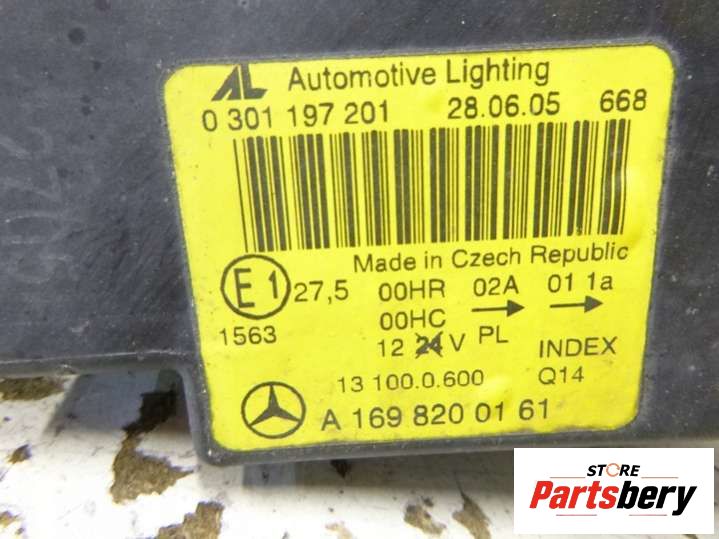 AL Automotive Lighting
0 301 197 201 28.06.05 668
Made in Czech Republic
E1 27,5 00HR 02A 01 1a
1563 00HC → →
12 24 V PL INDEX
13 100.0.600 Q14
A 169 820 01 61
STORE
Partsbery